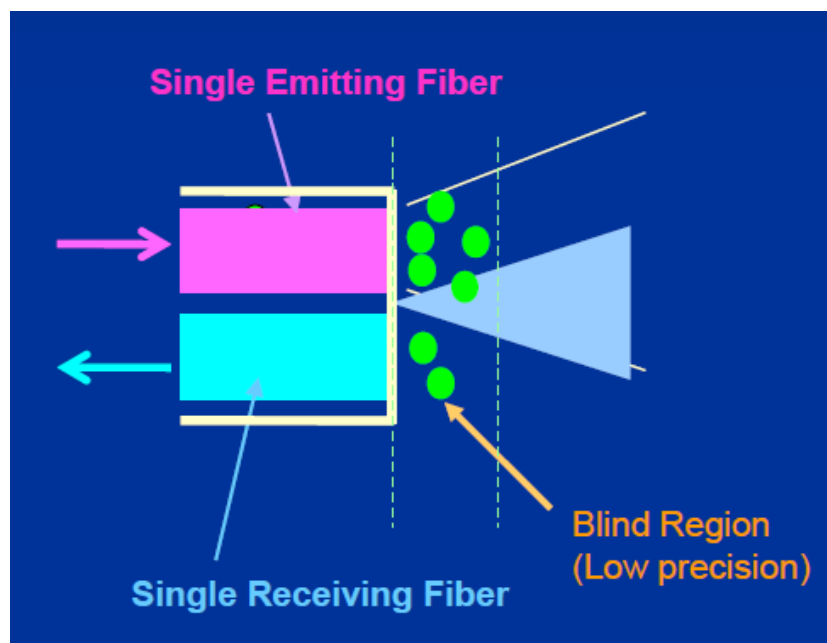 Single Emitting Fiber
Blind Region
(Low precision)
Single Receiving Fiber